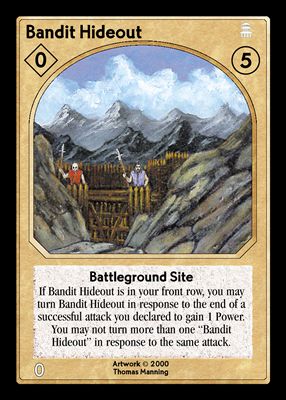 Bandit Hideout
0
5
Battleground Site
If Bandit Hideout is in your front row, you may
turn Bandit Hideout in response to the end of a
successful attack you declared to gain 1 Power.
You may not turn more than one “Bandit
Hideout” in response to the same attack.
0
Artwork © 2000
Thomas Manning